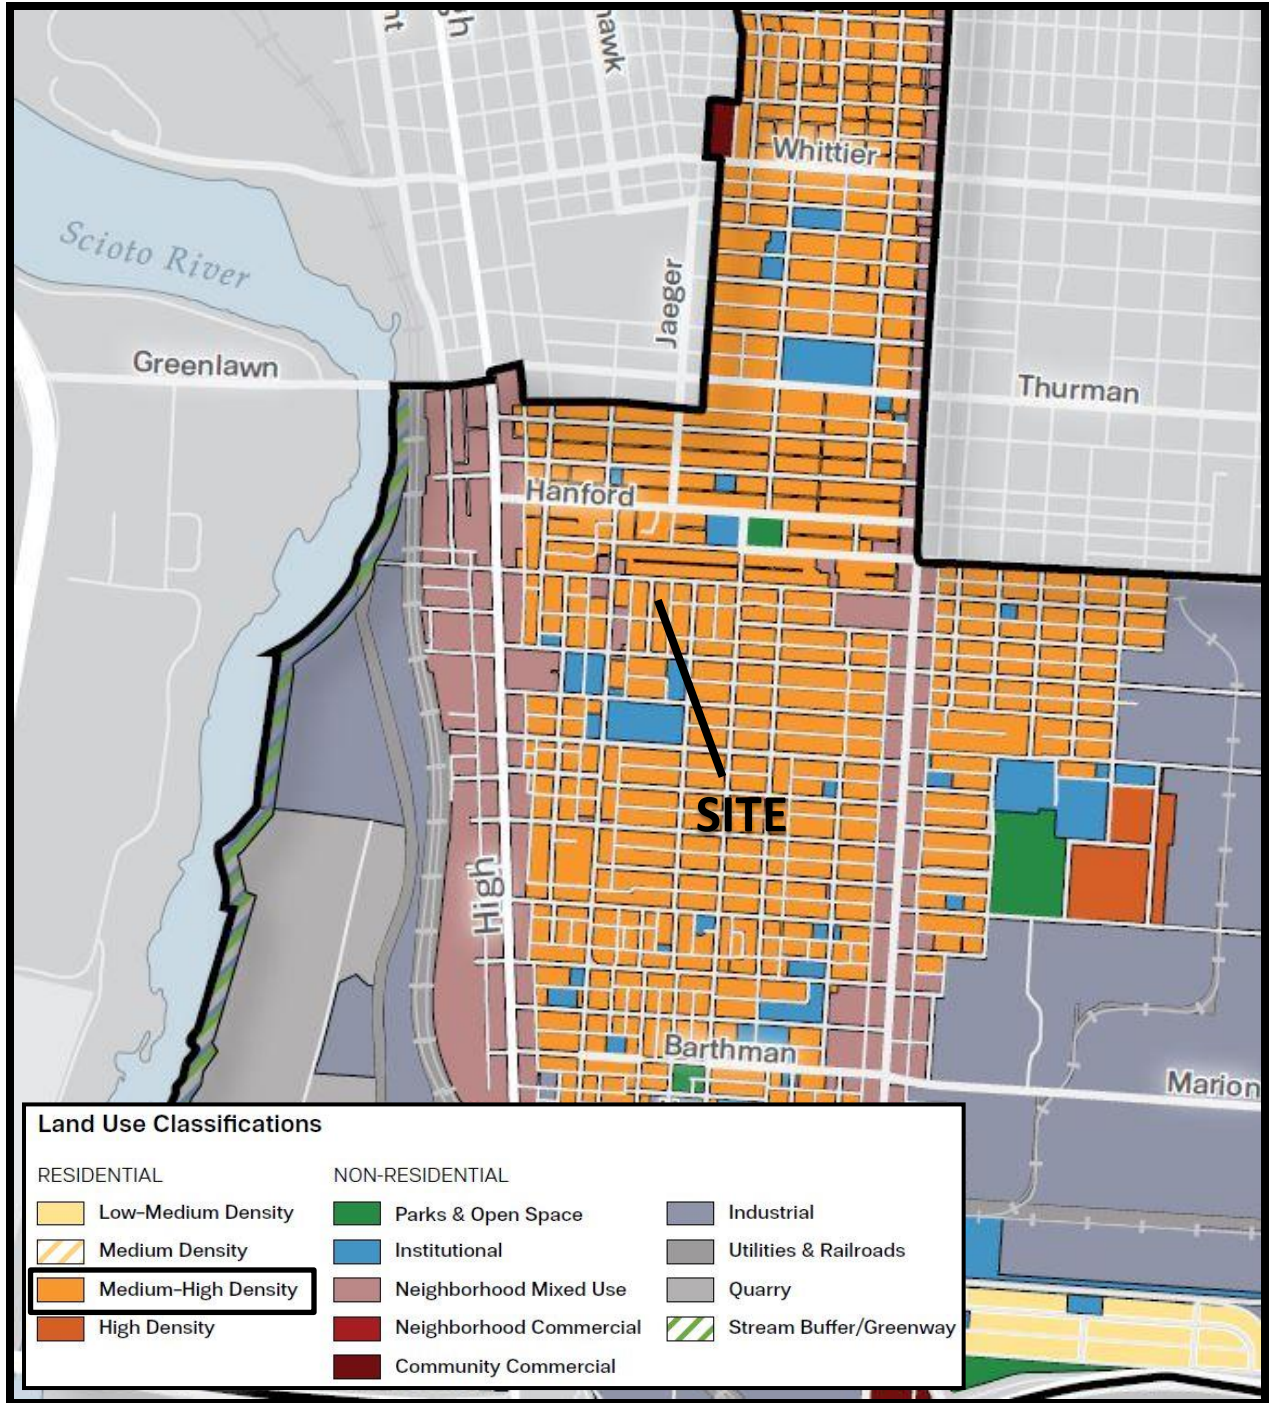 Whittier
Scioto River
Jaeger
Greenlawn
Thurman
Hanford
SITE
High
Barthman
Marion
Land Use Classifications
RESIDENTIAL
Low-Medium Density
Medium Density
Medium-High Density
High Density
NON-RESIDENTIAL
Parks & Open Space
Institutional
Neighborhood Mixed Use
Neighborhood Commercial
Community Commercial
Industrial
Utilities & Railroads
Quarry
Stream Buffer/Greenway